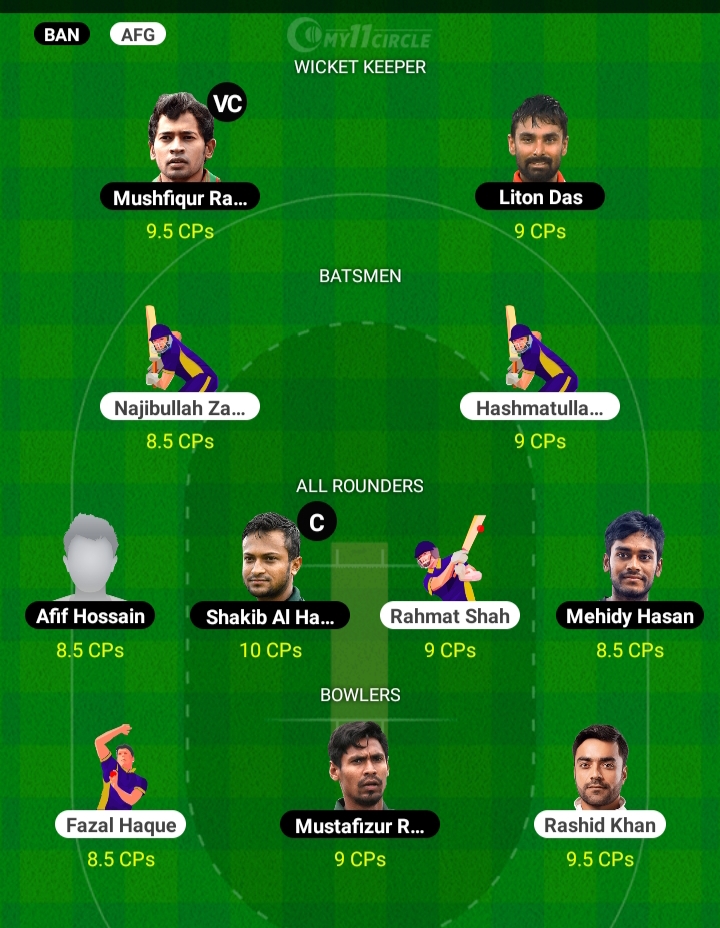 BAN AFG
MY11CIRCLE
WICKET KEEPER
VC
Mushfiqur Ra... Liton Das
9.5 CPs 9 CPs
BATSMEN
Najibullah Za... Hashmatulla...
8.5 CPs 9 CPs
ALL ROUNDERS
C
Afif Hossain Shakib Al Ha... Rahmat Shah Mehidy Hasan
8.5 CPs 10 CPs 9 CPs 8.5 CPs
BOWLERS
Fazal Haque Mustafizur R... Rashid Khan
8.5 CPs 9 CPs 9.5 CPs